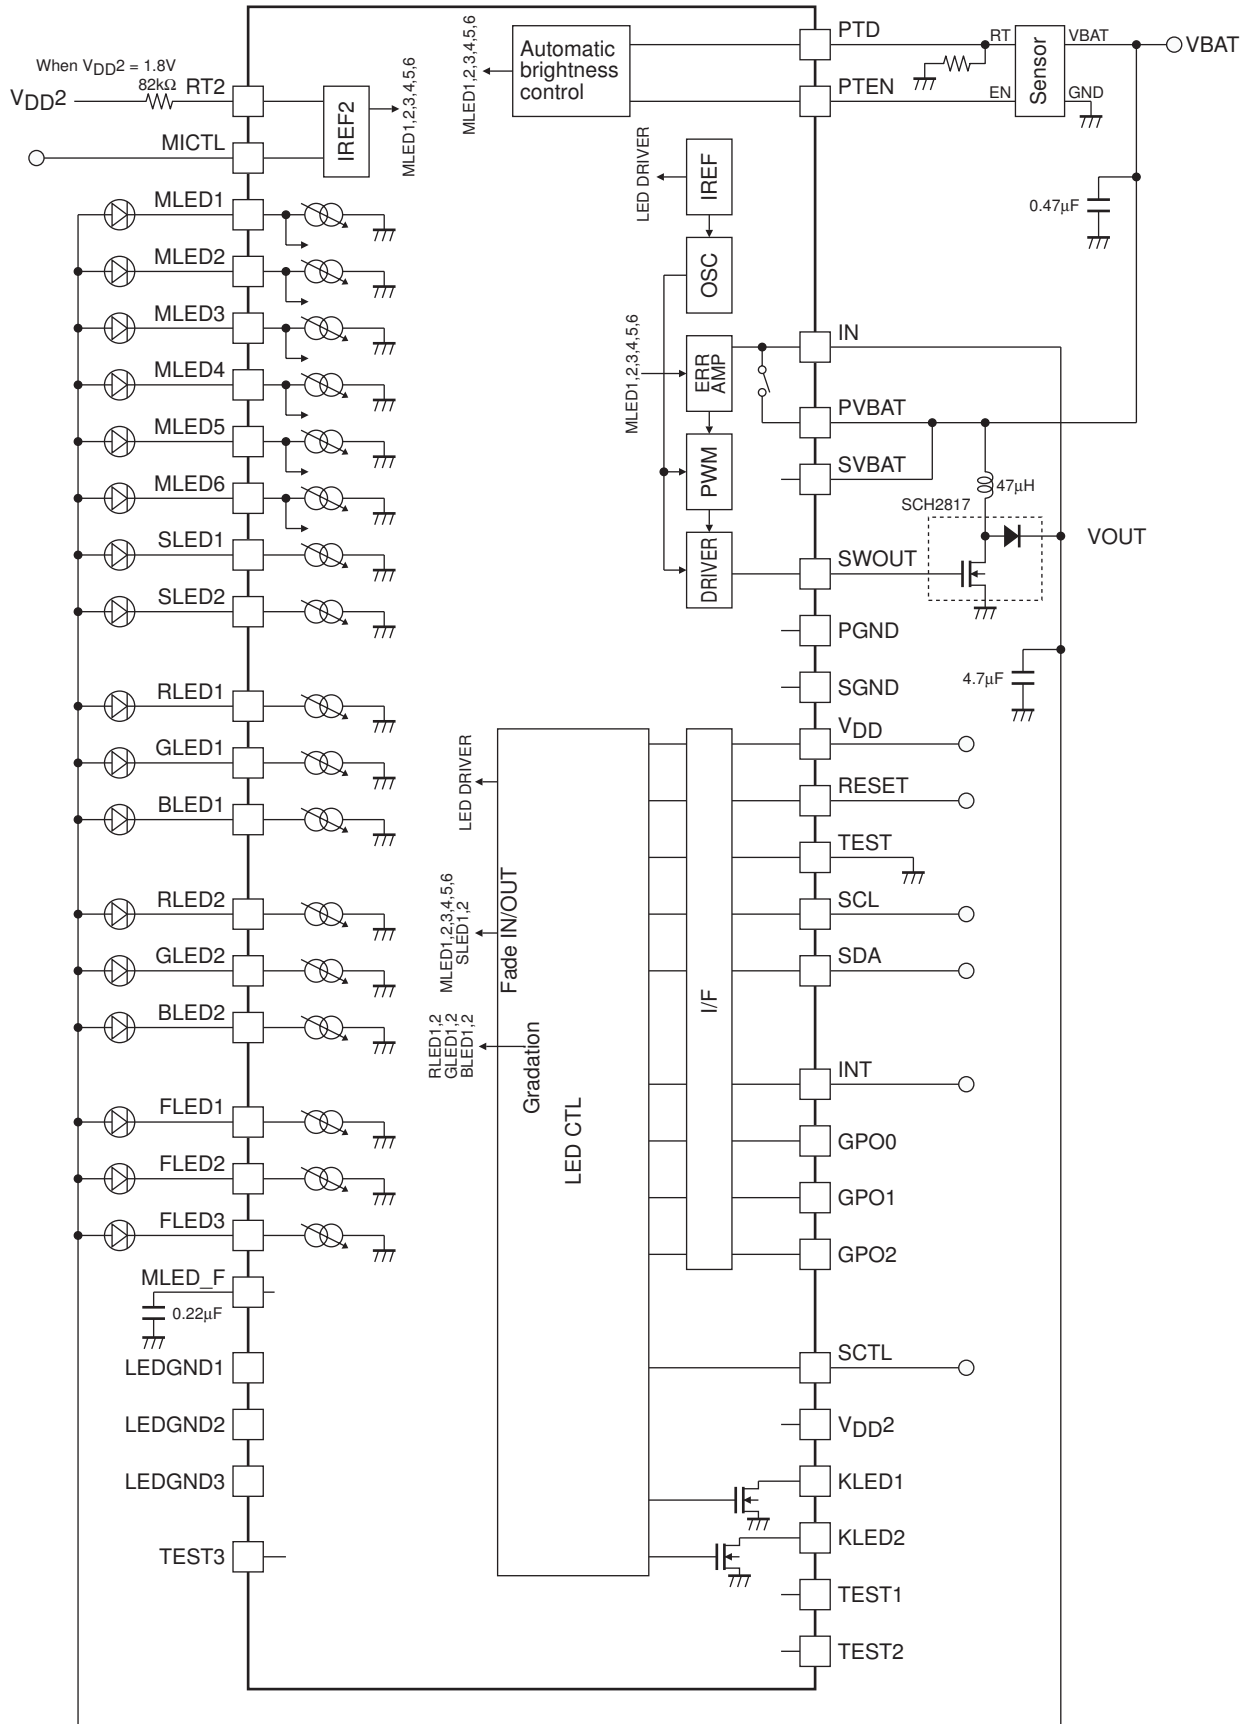 When VDD2 = 1.8V
82kΩ
VDD2
RT2
MICTL
IREF2
MLED1,2,3,4,5,6
MLED1
MLED2
MLED3
MLED4
MLED5
MLED6
SLED1
SLED2
RLED1
GLED1
BLED1
RLED2
GLED2
BLED2
FLED1
FLED2
FLED3
MLED_F
0.22μF
LEDGND1
LEDGND2
LEDGND3
TEST3
MLED1,2,3,4,5,6
Automatic
brightness
control
LED DRIVER
IREF
OSC
MLED1,2,3,4,5,6
ERR
AMP
PWM
DRIVER
LED DRIVER
MLED1,2,3,4,5,6
SLED1,2
Fade IN/OUT
RLED1,2
GLED1,2
BLED1,2
Gradation
LED CTL
I/F
PTD
PTEN
RT
EN
Sensor
VBAT
GND
VBAT
0.47μF
IN
PVBAT
SVBAT
47μH
SCH2817
VOUT
SWOUT
PGND
SGND
4.7μF
VDD
RESET
TEST
SCL
SDA
INT
GPO0
GPO1
GPO2
SCTL
VDD2
KLED1
KLED2
TEST1
TEST2